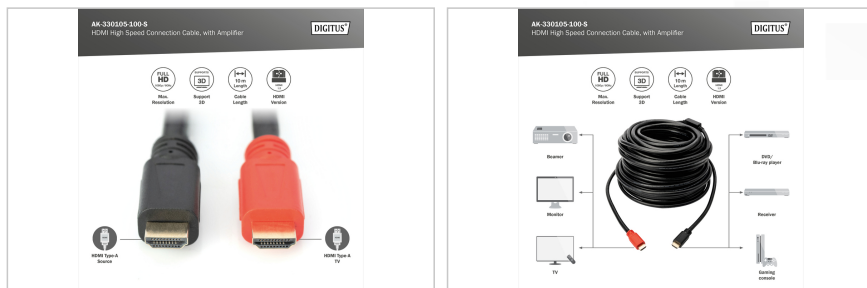 AK-330105-100-S
HDMI High Speed Connection Cable, with Amplifier
DIGITUS®
FULL
HD
SUPPORTS
3D
10 m
Length
Max.
Resolution
Support
3D
Cable
Length
HDMI
Version
HDMI Type-A
Source
HDMI Type-A
TV
AK-330105-100-S
HDMI High Speed Connection Cable, with Amplifier
DIGITUS®
FULL
HD
SUPPORTS
3D
10 m
Length
Max.
Resolution
Support
3D
Cable
Length
HDMI
Version
Beamer
Monitor
TV
DVD/
Blu-ray player
Receiver
Gaming
console